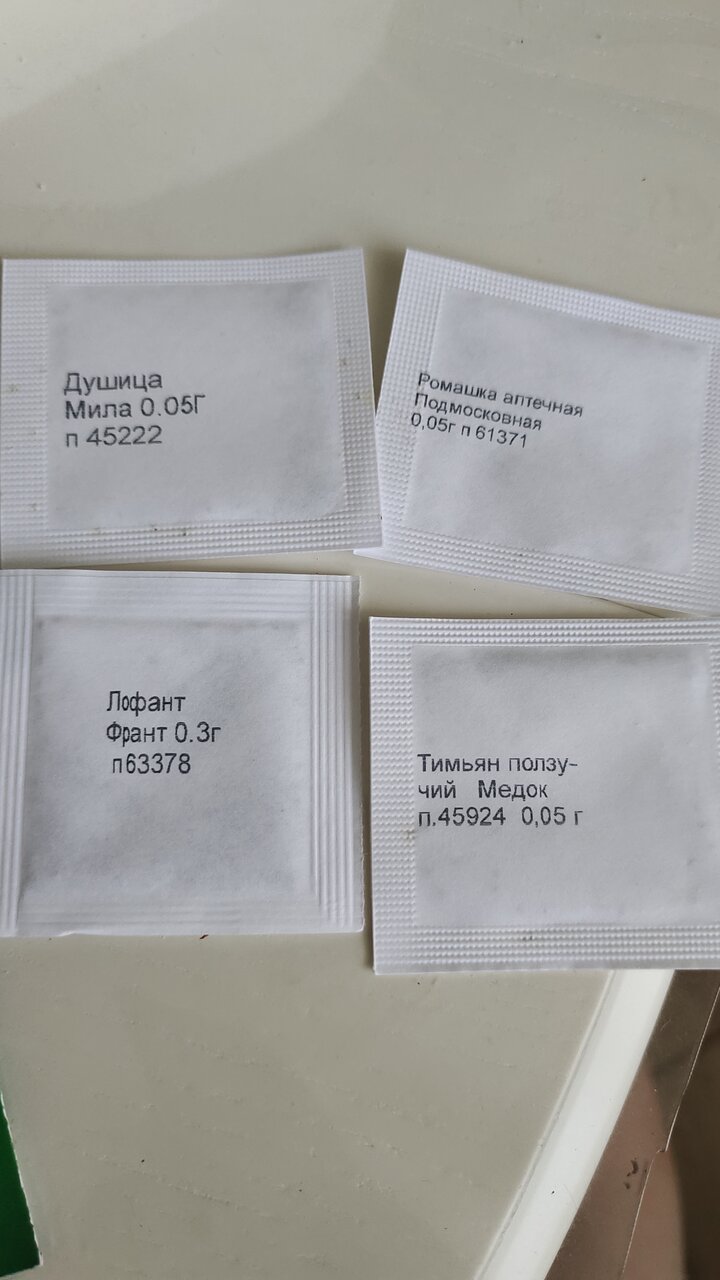 Душица
Мила 0.05Г
п 45222
Ромашка аптечная
Подмосковная
0,05г п 61371
Лофант
Франт 0.3г
п63378
Тимьян ползу-
чий Медок
п.45924 0,05 г